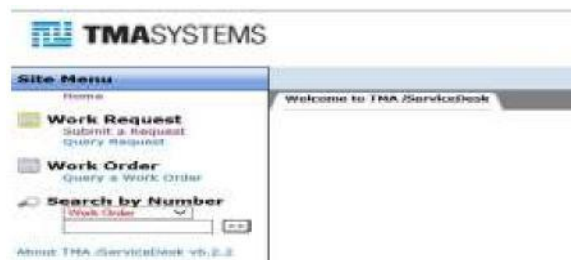 TMASYSTEMS
Site Menu
Home
Welcome to TMA iServiceDesk
Work Request
Submit a Request
Query Request
Work Order
Query a Work Order
Search by Number
Work Order
>>
About TMA iServiceDesk v5.2.2